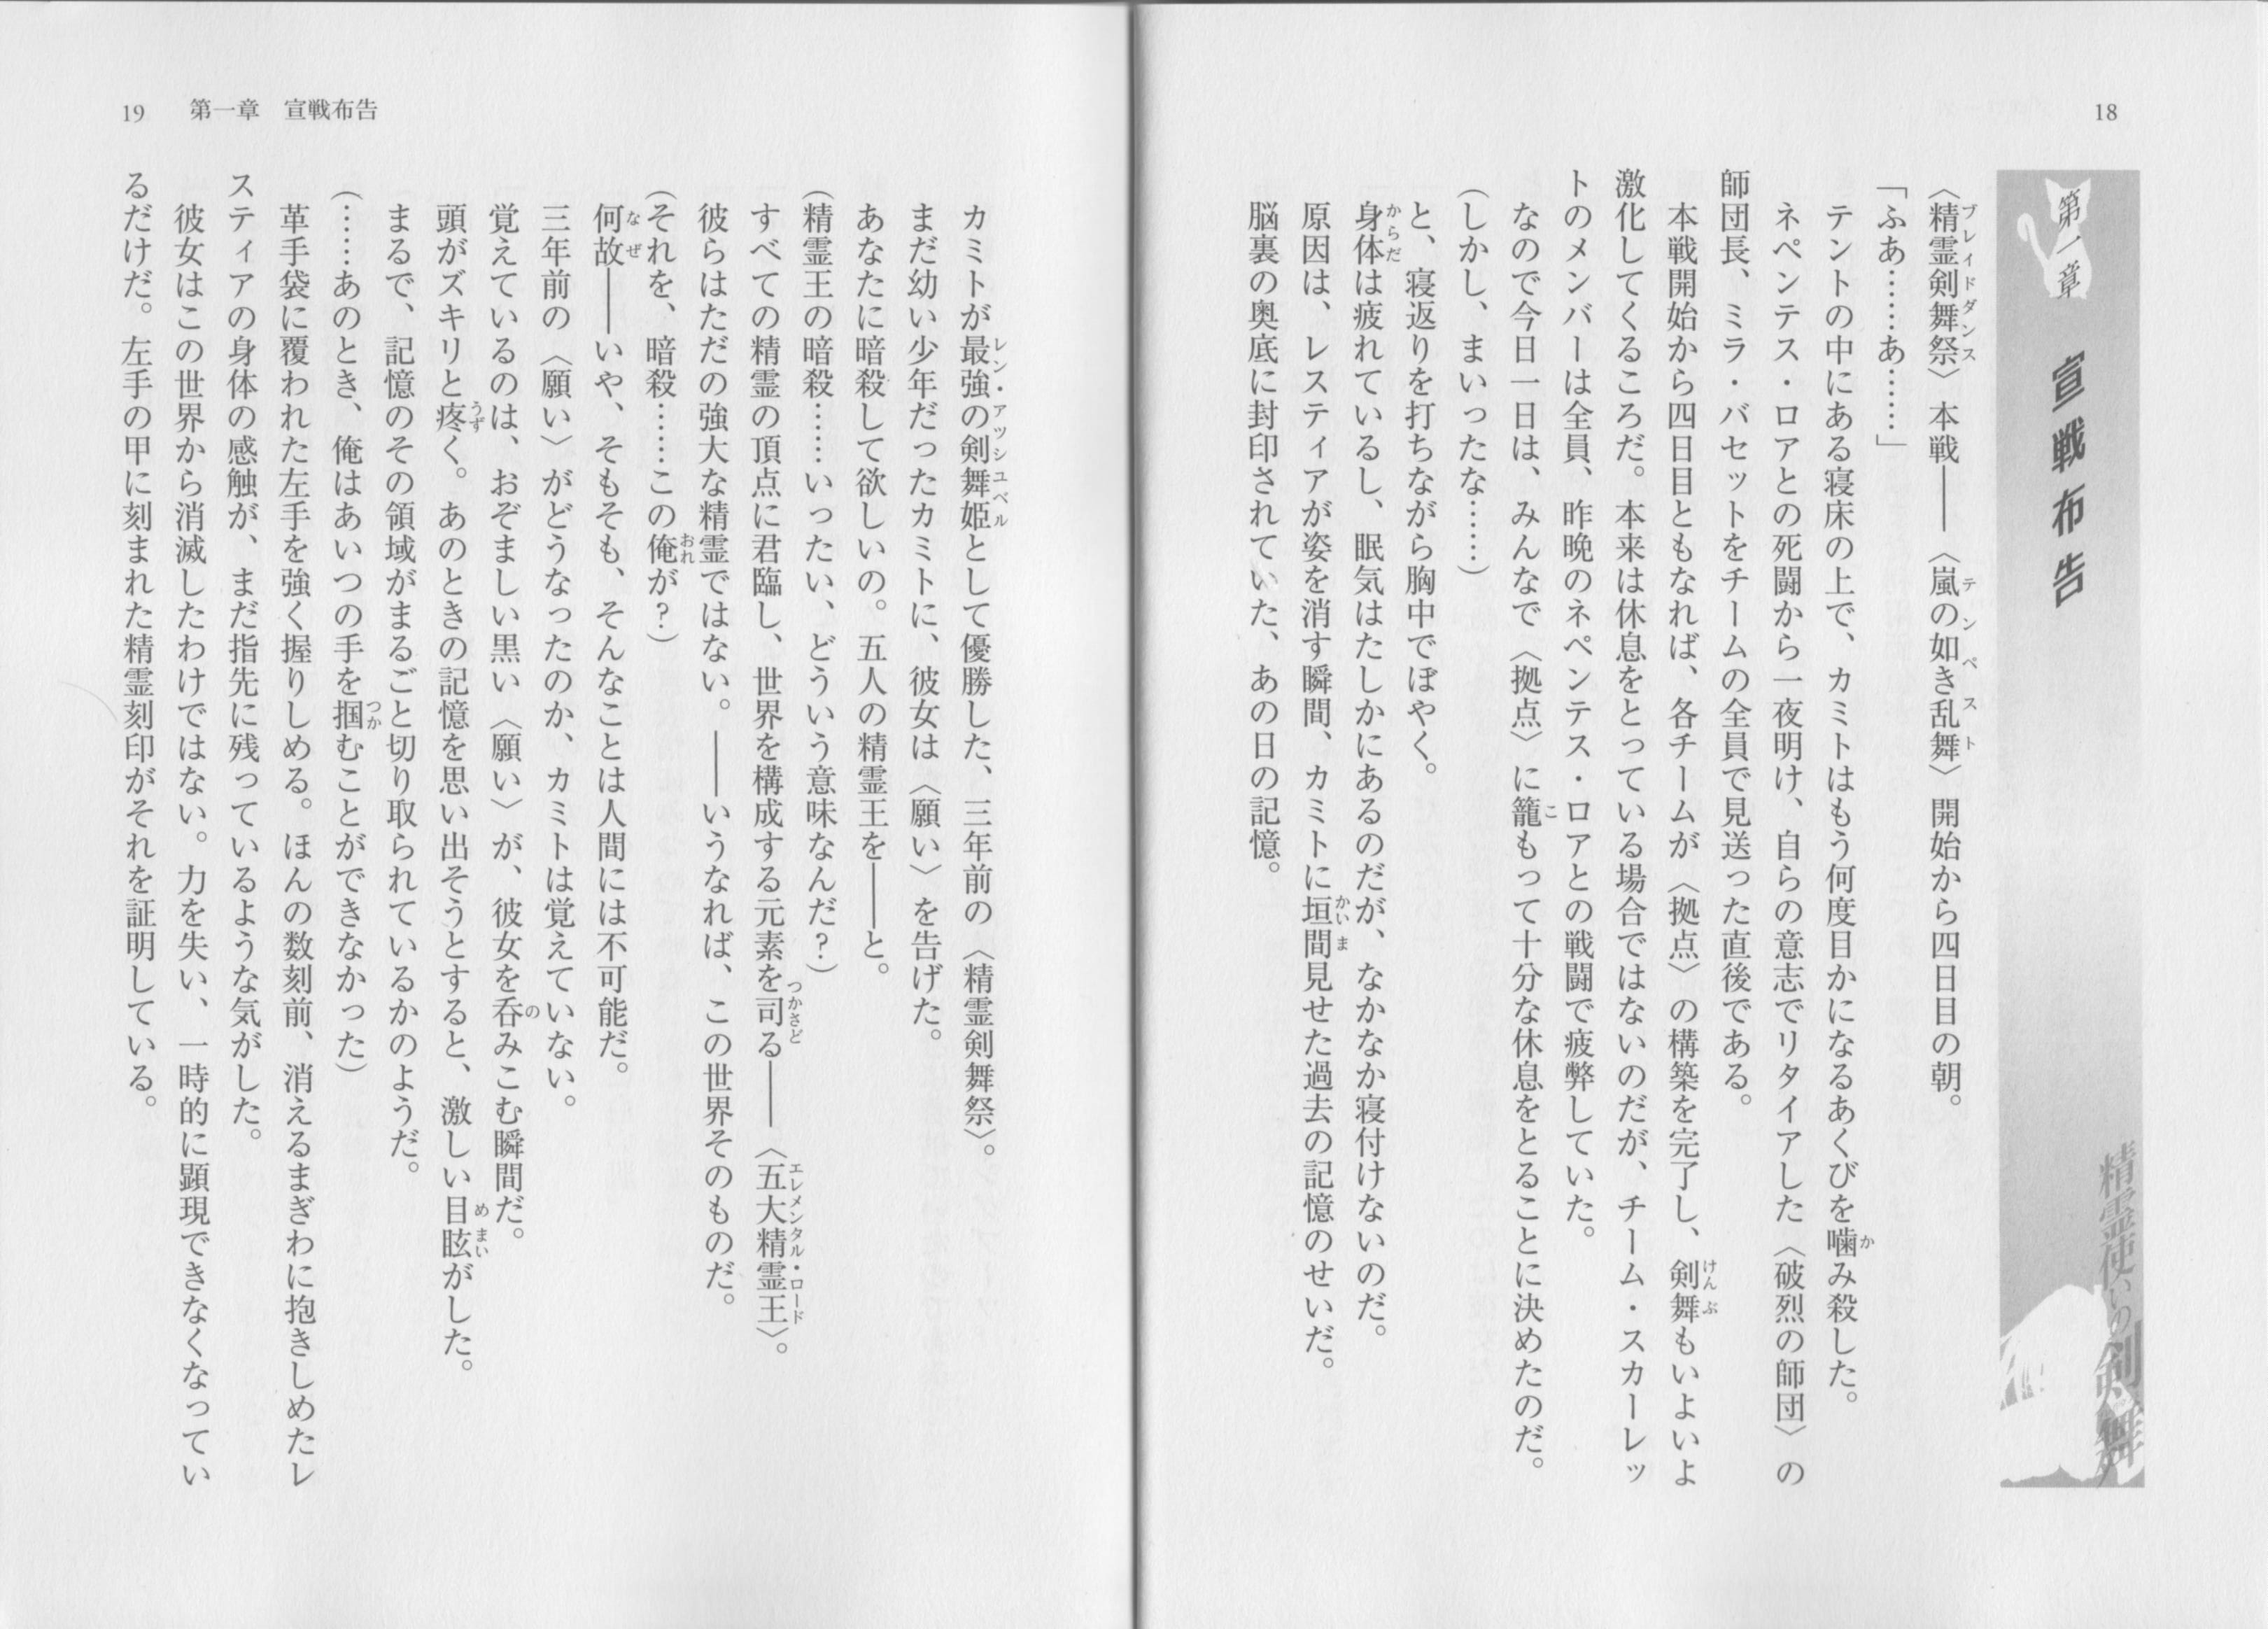 18
第一章 宣戦布告
精霊使いの剣舞
〈精霊剣舞祭〉本戦――〈嵐の如き乱舞〉開始から四日目の朝。
「ふあ……あ……」
テントの中にある寝床の上で、カミトはもう何度目かになるあくびを噛み殺した。
ネペンテス・ロアとの死闘から一夜明け、自らの意志でリタイアした〈破烈の師団〉の
師団長、ミラ・バセットをチームの全員で見送った直後である。
本戦開始から四日目ともなれば、各チームが〈拠点〉の構築を完了し、剣舞もいよいよ
激化してくるころだ。本来は休息をとっている場合ではないのだが、チーム・スカーレッ
トのメンバーは全員、昨晩のネペンテス・ロアとの戦闘で疲弊していた。
なので今日一日は、みんなで〈拠点〉に籠もって十分な休息をとることに決めたのだ。
(しかし、まいったな……)
と、寝返りを打ちながら胸中でぼやく。
身体は疲れているし、眠気はたしかにあるのだが、なかなか寝付けないのだ。
原因は、レスティアが姿を消す瞬間、カミトに垣間見せた過去の記憶のせいだ。
脳裏の奥底に封印されていた、あの日の記憶。
19 第一章 宣戦布告
カミトが最強の剣舞姫として優勝した、三年前の〈精霊剣舞祭〉。
まだ幼い少年だったカミトに、彼女は〈願い〉を告げた。
あなたに暗殺して欲しいの。五人の精霊王を――と。
(精霊王の暗殺……いったい、どういう意味なんだ?)
すべての精霊の頂点に君臨し、世界を構成する元素を司る――〈五大精霊王〉。
彼らはただの強大な精霊ではない。――いうなれば、この世界そのものだ。
(それを、暗殺……この俺が?)
何故――いや、そもそも、そんなことは人間には不可能だ。
三年前の〈願い〉がどうなったのか、カミトは覚えていない。
覚えているのは、おぞましい黒い〈願い〉が、彼女を呑みこむ瞬間だ。
頭がズキリと疼く。あのときの記憶を思い出そうとすると、激しい目眩がした。
まるで、記憶のその領域がまるごと切り取られているかのようだ。
(……あのとき、俺はあいつの手を掴むことができなかった)
革手袋に覆われた左手を強く握りしめる。ほんの数刻前、消えるまぎわに抱きしめたレ
スティアの身体の感触が、まだ指先に残っているような気がした。
彼女はこの世界から消滅したわけではない。力を失い、一時的に顕現できなくなってい
るだけだ。左手の甲に刻まれた精霊刻印がそれを証明している。